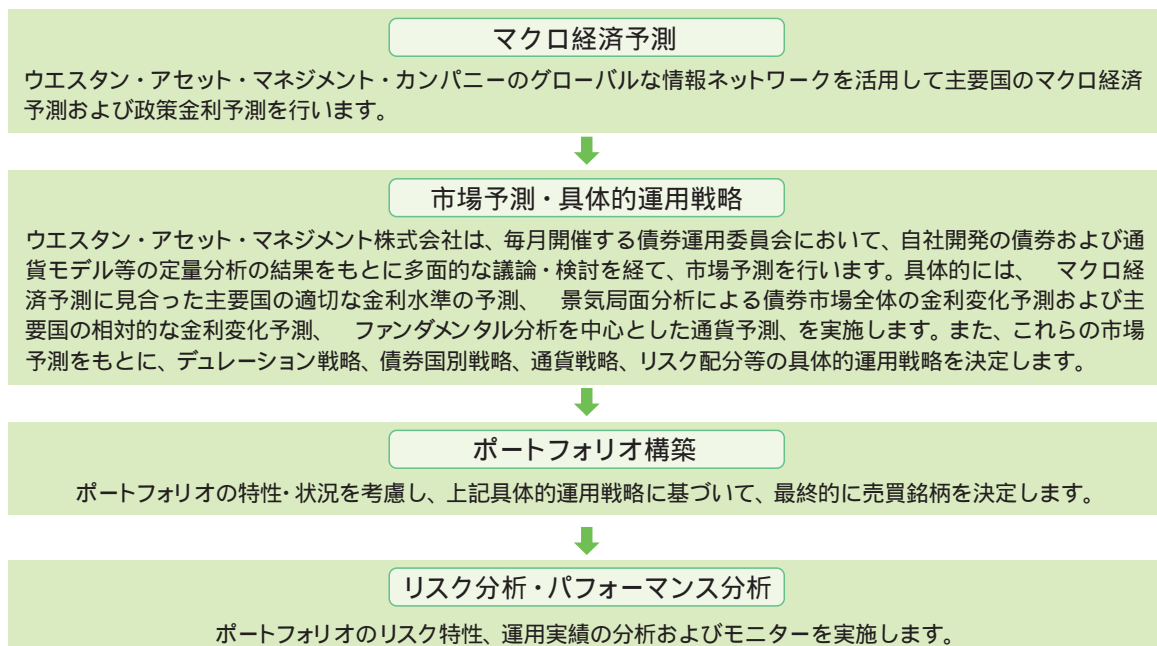 マクロ経済予測
ウエスタン・アセット・マネジメント・カンパニーのグローバルな情報ネットワークを活用して主要国のマクロ経済
予測および政策金利予測を行います。
市場予測・具体的運用戦略
ウエスタン・アセット・マネジメント株式会社は、毎月開催する債券運用委員会において、自社開発の債券および通
貨モデル等の定量分析の結果をもとに多面的な議論・検討を経て、市場予測を行います。具体的には、　マクロ経
済予測に見合った主要国の適切な金利水準の予測、　景気局面分析による債券市場全体の金利変化予測および主
要国の相対的な金利変化予測、　ファンダメンタル分析を中心とした通貨予測、を実施します。また、これらの市場
予測をもとに、デュレーション戦略、債券国別戦略、通貨戦略、リスク配分等の具体的運用戦略を決定します。
ポートフォリオ構築
ポートフォリオの特性・状況を考慮し、上記具体的運用戦略に基づいて、最終的に売買銘柄を決定します。
リスク分析・パフォーマンス分析
ポートフォリオのリスク特性、運用実績の分析およびモニターを実施します。